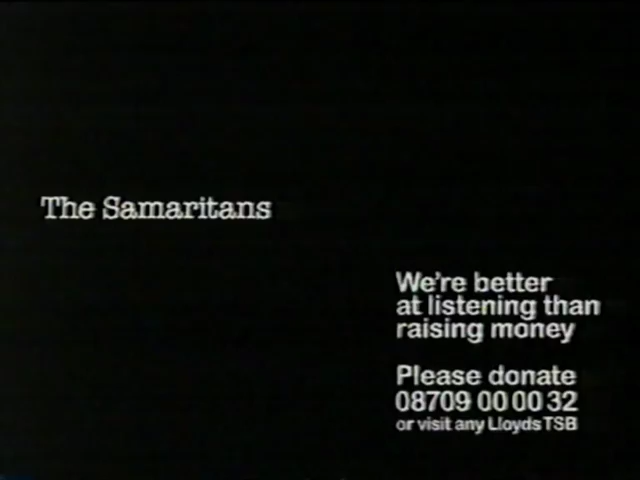 The Samaritans
We're better
at listening than
raising money
Please donate
08709 00 00 32
or visit any Lloyds TSB